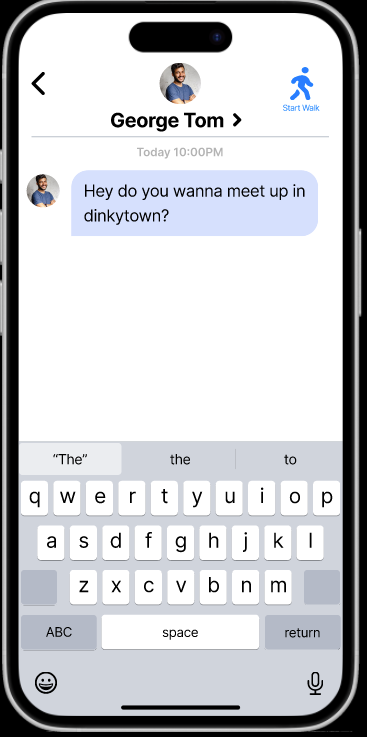 Start Walk
George Tom
Today 10:00PM
Hey do you wanna meet up in
dinkytown?
“The” the to
q w e r t y u i o p
a s d f g h j k l
z x c v b n m
ABC space return